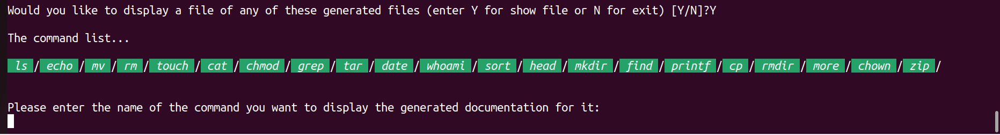 Would you like to display a file of any of these generated files (enter Y for show file or N for exit) [Y/N]?Y
The command list...
ls / echo / mv / rm / touch / cat / chmod / grep / tar / date / whoami / sort / head / mkdir / find / printf / cp / rmdir / more / chown / zip /
Please enter the name of the command you want to display the generated documentation for it: